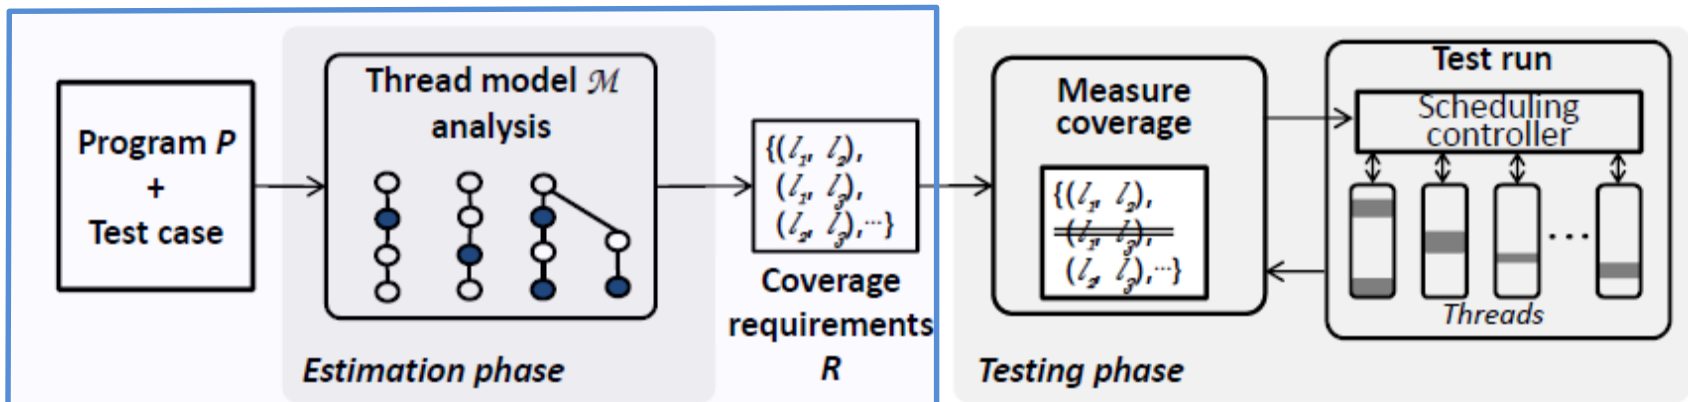 Program P
+
Test case
Thread model ℳ
analysis
Estimation phase
{(l₁, l₂),
(l₁, l₃),
(l₂, l₃),···}
Coverage
requirements
R
Measure
coverage
{(l₁, l₂),
(l₁, l₃),
(l₂, l₃),···}
Testing phase
Test run
Scheduling
controller
···
Threads